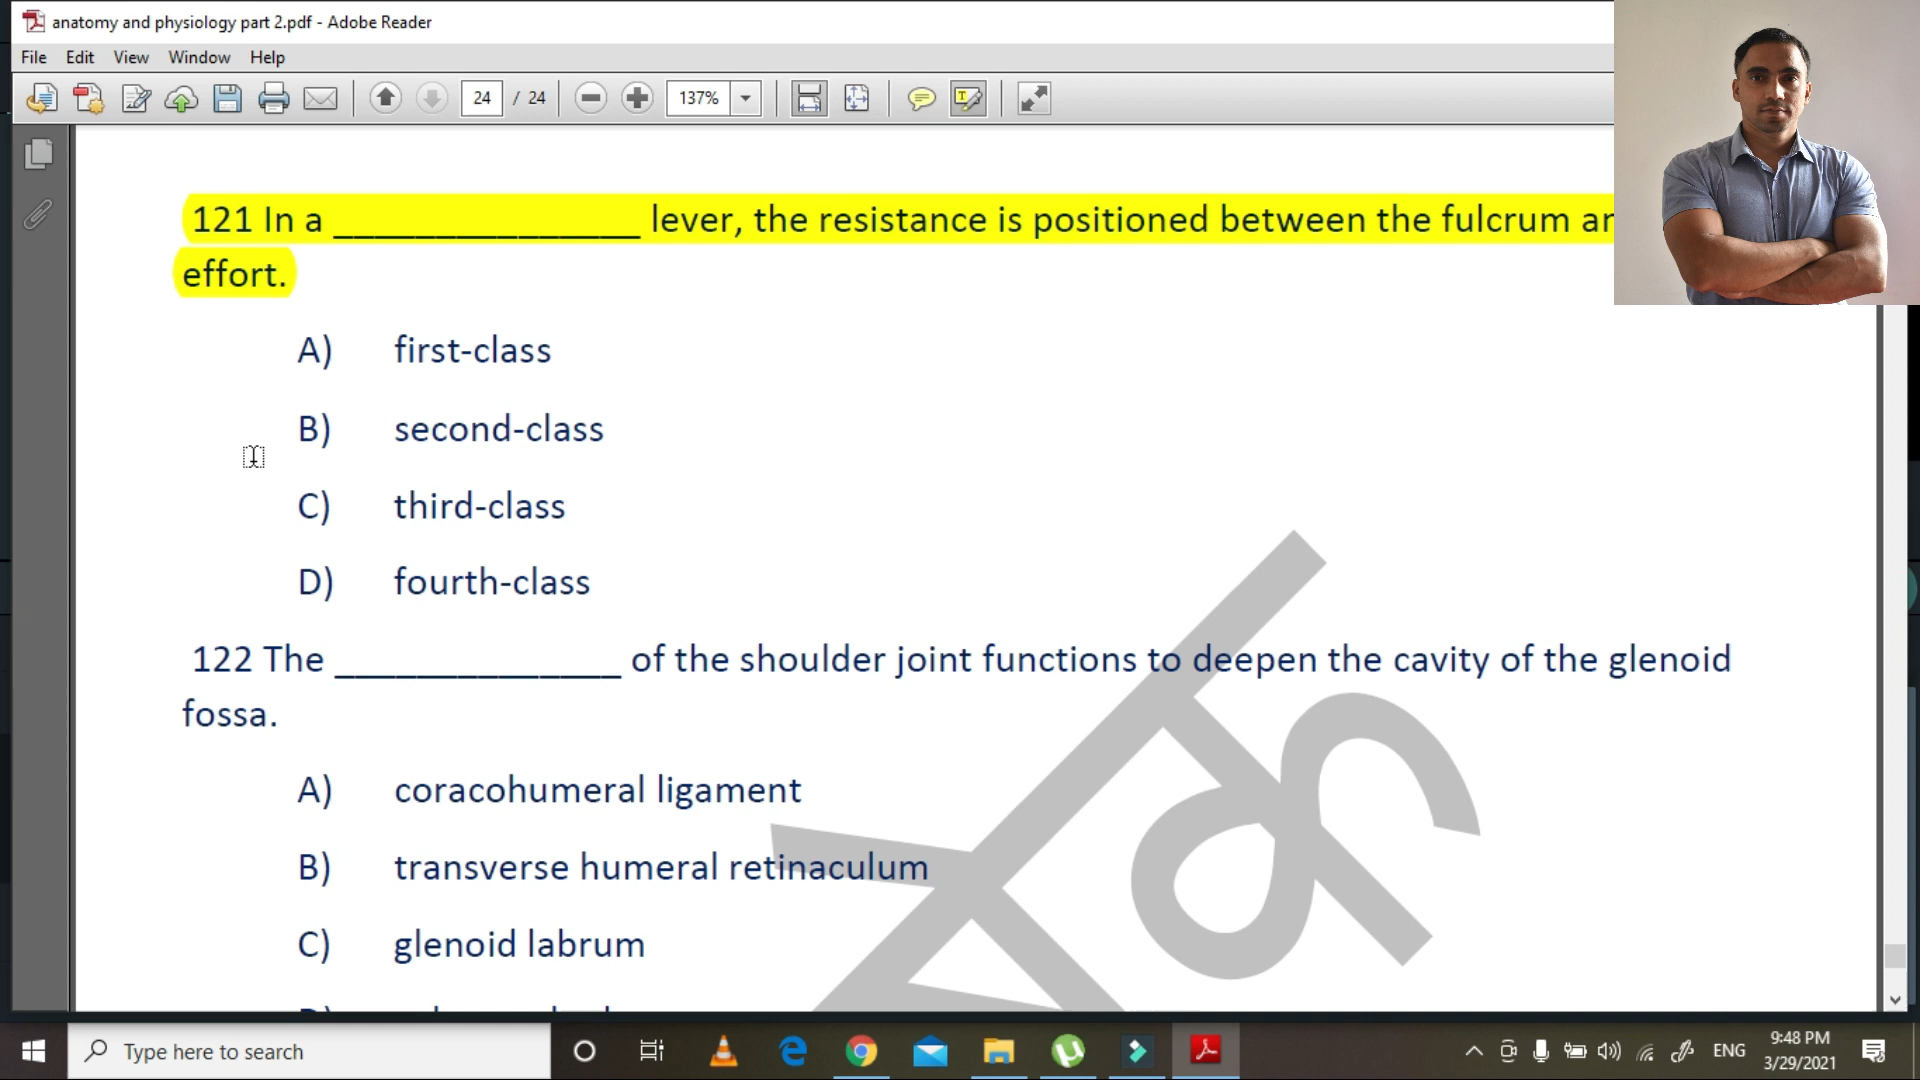 anatomy and physiology part 2.pdf - Adobe Reader
File Edit View Window Help
24 / 24 137%
121 In a _______________ lever, the resistance is positioned between the fulcrum
effort.
A) first-class
B) second-class
C) third-class
D) fourth-class
122 The ______________ of the shoulder joint functions to deepen the cavity of the glenoid
fossa.
A) coracohumeral ligament
B) transverse humeral retinaculum
C) glenoid labrum
Type here to search
ENG
9:48 PM
3/29/2021